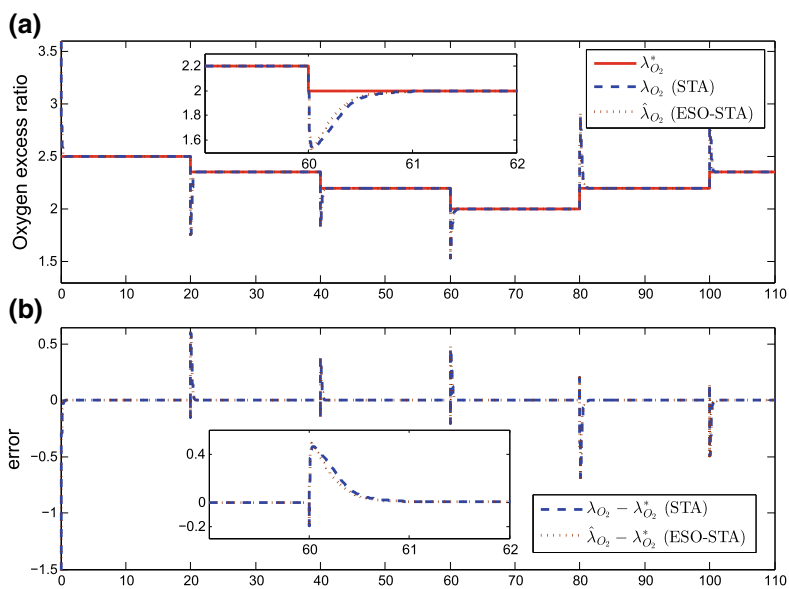 (a)
Oxygen excess ratio
3.5
3
2.5
2
1.5
2.2
2
1.8
1.6
60
61
62
λ*O2
λO2 (STA)
λ̂O2 (ESO-STA)
0 10 20 30 40 50 60 70 80 90 100 110
(b)
error
0.5
0
−0.5
−1
−1.5
0.4
0.2
0
−0.2
60
61
62
λO2 − λ*O2 (STA)
λ̂O2 − λ*O2 (ESO-STA)
0 10 20 30 40 50 60 70 80 90 100 110